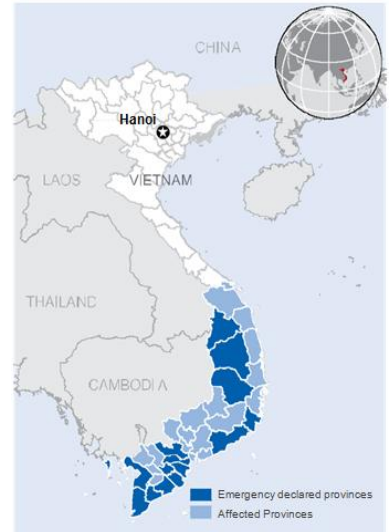 CHINA
Hanoi
LAOS
VIETNAM
THAILAND
CAMBODIA
Emergency declared provinces
Affected Provinces